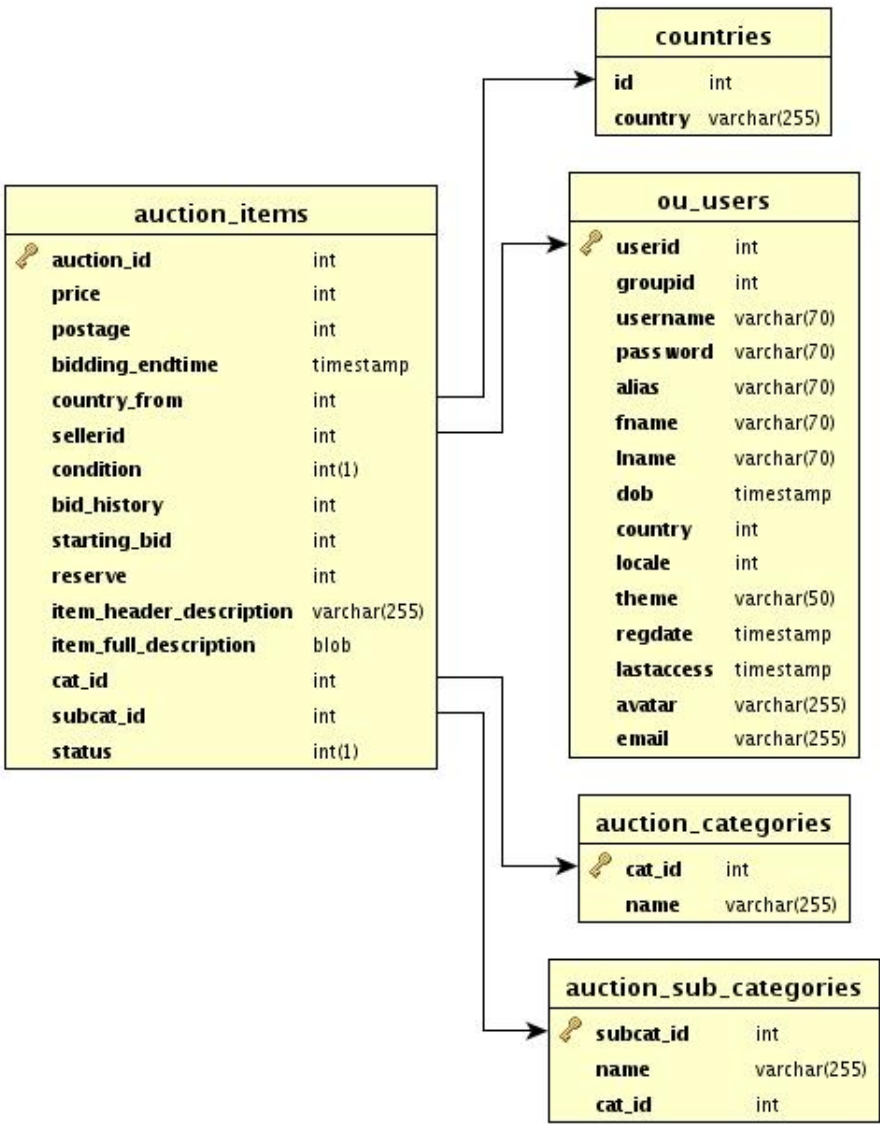 countries
id int
country varchar(255)
auction_items
auction_id int
price int
postage int
bidding_endtime timestamp
country_from int
sellerid int
condition int(1)
bid_history int
starting_bid int
reserve int
item_header_description varchar(255)
item_full_description blob
cat_id int
subcat_id int
status int(1)
ou_users
userid int
groupid int
username varchar(70)
password varchar(70)
alias varchar(70)
fname varchar(70)
lname varchar(70)
dob timestamp
country int
locale int
theme varchar(50)
regdate timestamp
lastaccess timestamp
avatar varchar(255)
email varchar(255)
auction_categories
cat_id int
name varchar(255)
auction_sub_categories
subcat_id int
name varchar(255)
cat_id int